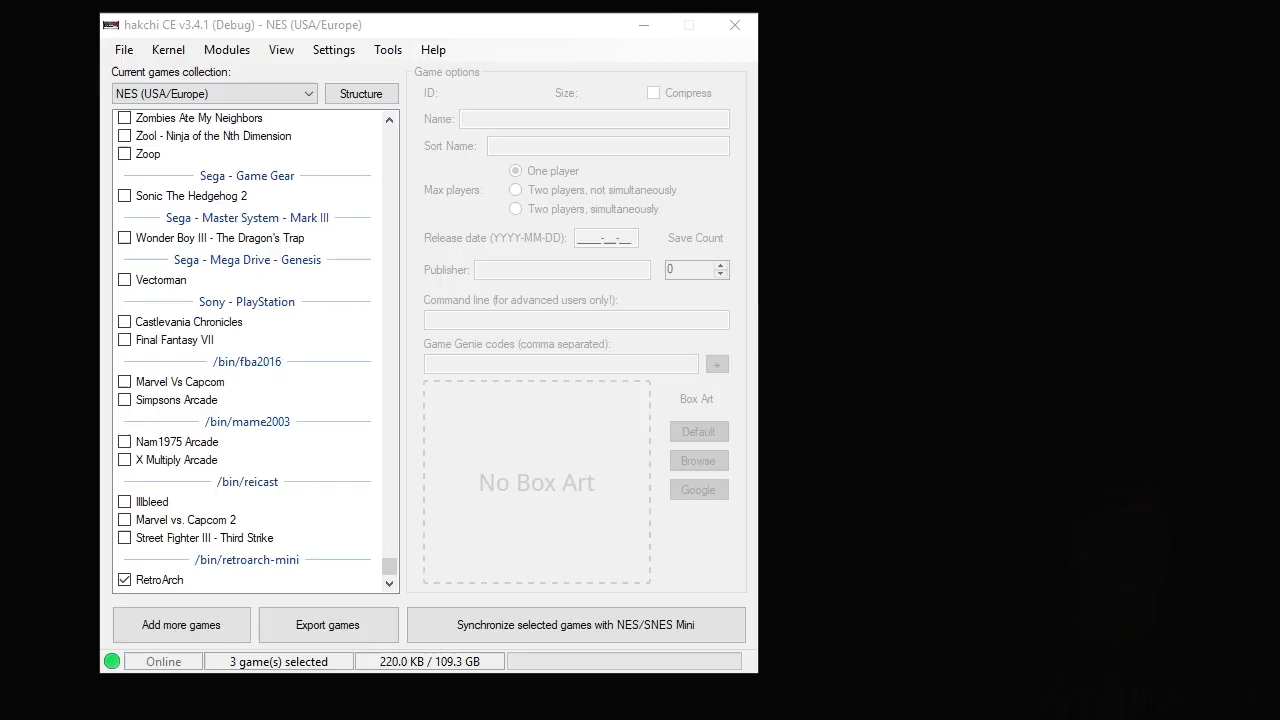 hakchi CE v3.4.1 (Debug) - NES (USA/Europe)
File Kernel Modules View Settings Tools Help
Current games collection:
NES (USA/Europe)
Structure
Zombies Ate My Neighbors
Zool - Ninja of the Nth Dimension
Zoop
Sega - Game Gear
Sonic The Hedgehog 2
Sega - Master System - Mark III
Wonder Boy III - The Dragon's Trap
Sega - Mega Drive - Genesis
Vectorman
Sony - PlayStation
Castlevania Chronicles
Final Fantasy VII
/bin/fba2016
Marvel Vs Capcom
Simpsons Arcade
/bin/mame2003
Nam1975 Arcade
X Multiply Arcade
/bin/reicast
Illbleed
Marvel vs. Capcom 2
Street Fighter III - Third Strike
/bin/retroarch-mini
RetroArch
Add more games
Export games
Game options
ID:
Size:
Compress
Name:
Sort Name:
Max players:
One player
Two players, not simultaneously
Two players, simultaneously
Release date (YYYY-MM-DD):
____-__-__
Save Count
Publisher:
0
Command line (for advanced users only!):
Game Genie codes (comma separated):
+
No Box Art
Box Art
Default
Browse
Google
Synchronize selected games with NES/SNES Mini
Online
3 game(s) selected
220.0 KB / 109.3 GB